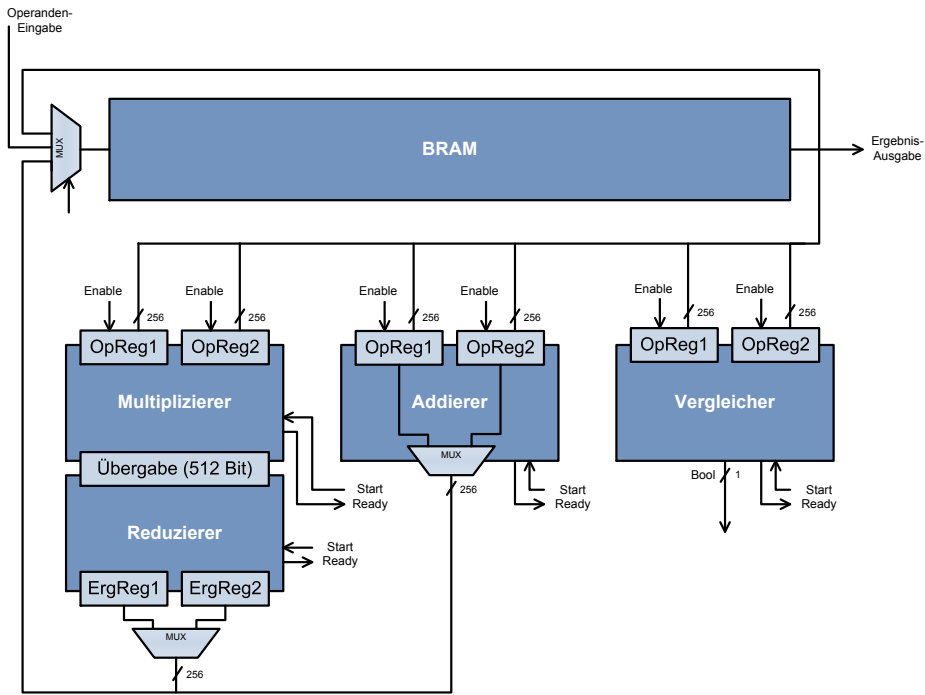 Operanden-
Eingabe
MUX
BRAM
Ergebnis-
Ausgabe
Enable
256
Enable
256
Enable
256
Enable
256
Enable
256
Enable
256
OpReg1
OpReg2
OpReg1
OpReg2
OpReg1
OpReg2
Multiplizierer
Addierer
Vergleicher
MUX
Übergabe (512 Bit)
Start
Ready
256
Start
Ready
Bool
1
Start
Ready
Reduzierer
Start
Ready
ErgReg1
ErgReg2
MUX
256